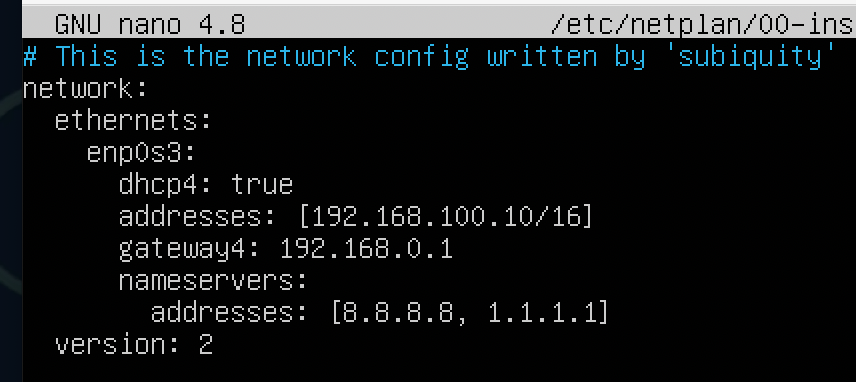 GNU nano 4.8 /etc/netplan/00-ins
# This is the network config written by 'subiquity'
network:
  ethernets:
    enp0s3:
      dhcp4: true
      addresses: [192.168.100.10/16]
      gateway4: 192.168.0.1
      nameservers:
        addresses: [8.8.8.8, 1.1.1.1]
  version: 2